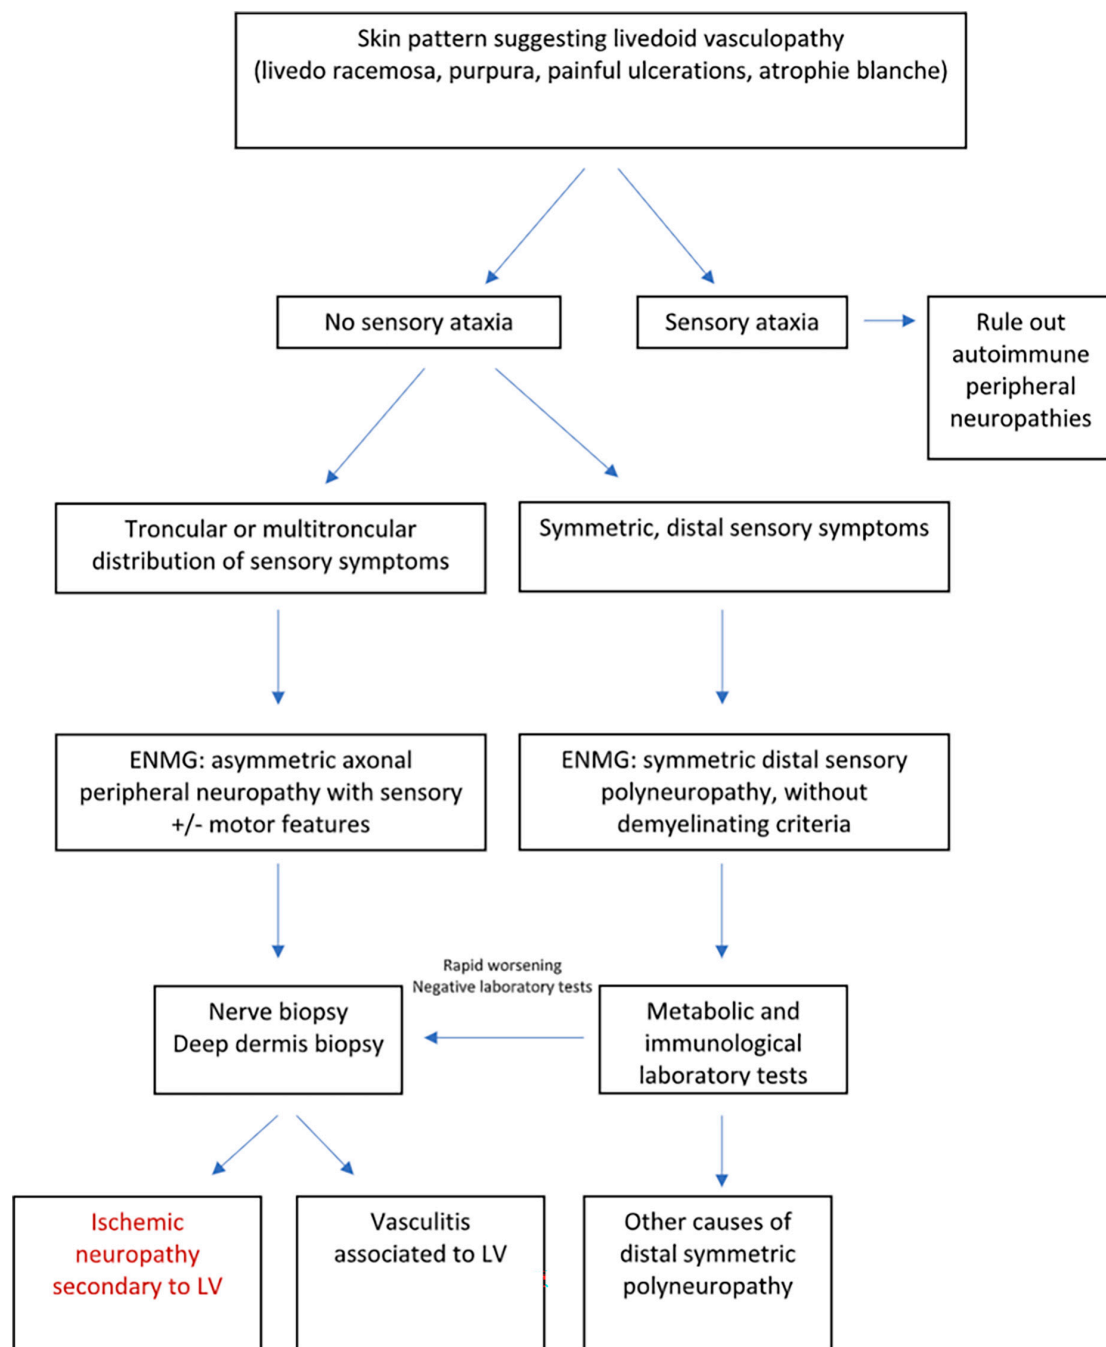 Skin pattern suggesting livedoid vasculopathy
(livedo racemosa, purpura, painful ulcerations, atrophie blanche)
No sensory ataxia
Sensory ataxia
Rule out
autoimmune
peripheral
neuropathies
Troncular or multitroncular
distribution of sensory symptoms
Symmetric, distal sensory symptoms
ENMG: asymmetric axonal
peripheral neuropathy with sensory
+/- motor features
ENMG: symmetric distal sensory
polyneuropathy, without
demyelinating criteria
Rapid worsening
Negative laboratory tests
Nerve biopsy
Deep dermis biopsy
Metabolic and
immunological
laboratory tests
Ischemic
neuropathy
secondary to LV
Vasculitis
associated to LV
Other causes of
distal symmetric
polyneuropathy